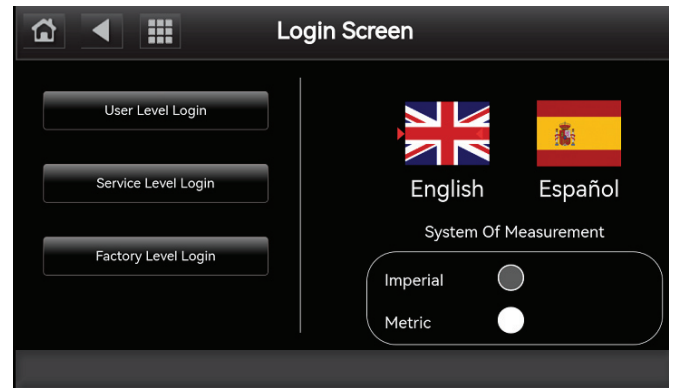 Login Screen
User Level Login
Service Level Login
Factory Level Login
English
Español
System Of Measurement
Imperial
Metric